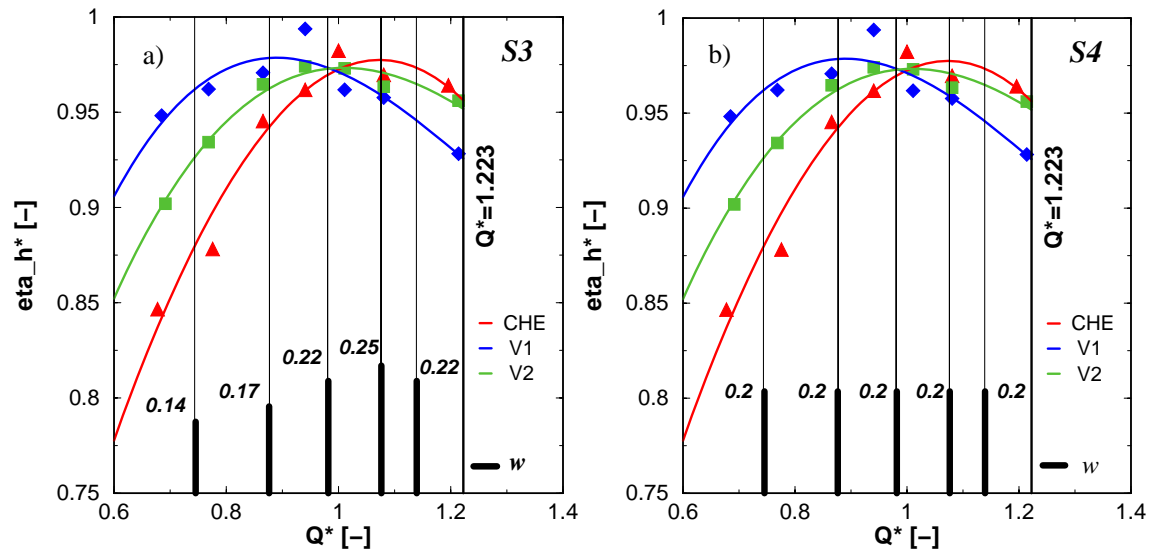 a)
S3
1
0.95
0.9
0.85
0.8
0.75
eta_h* [–]
Q*=1.223
CHE
V1
V2
0.14
0.17
0.22
0.25
0.22
w
0.6
0.8
1
1.2
1.4
Q* [–]
b)
S4
1
0.95
0.9
0.85
0.8
0.75
eta_h* [–]
Q*=1.223
CHE
V1
V2
0.2
0.2
0.2
0.2
0.2
w
0.6
0.8
1
1.2
1.4
Q* [–]